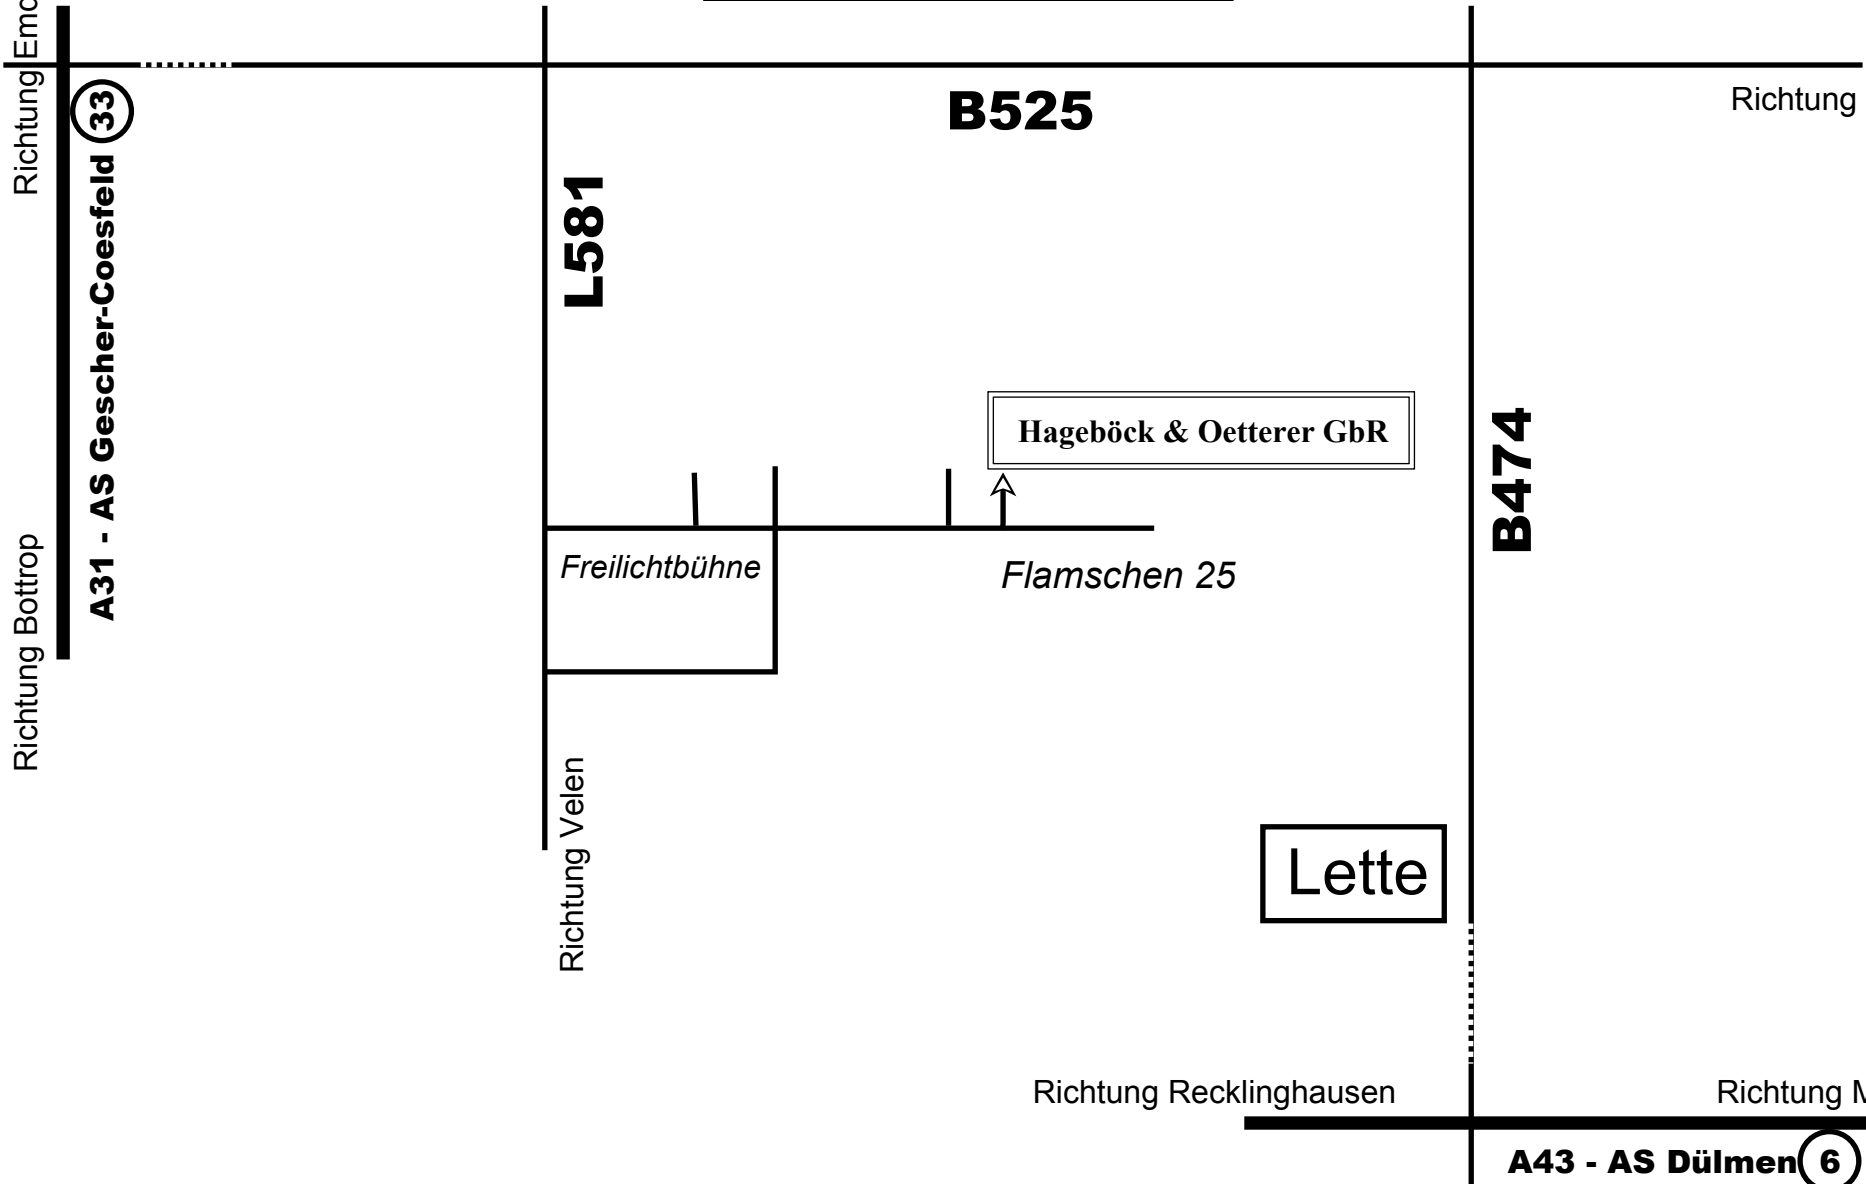 Richtung
33
B525
Richtung
A31 - AS Gescher-Coesfeld
L581
Hageböck & Oetterer GbR
B474
Freilichtbühne
Flamschen 25
Richtung Bottrop
Richtung Velen
Lette
Richtung Recklinghausen
Richtung
A43 - AS Dülmen 6